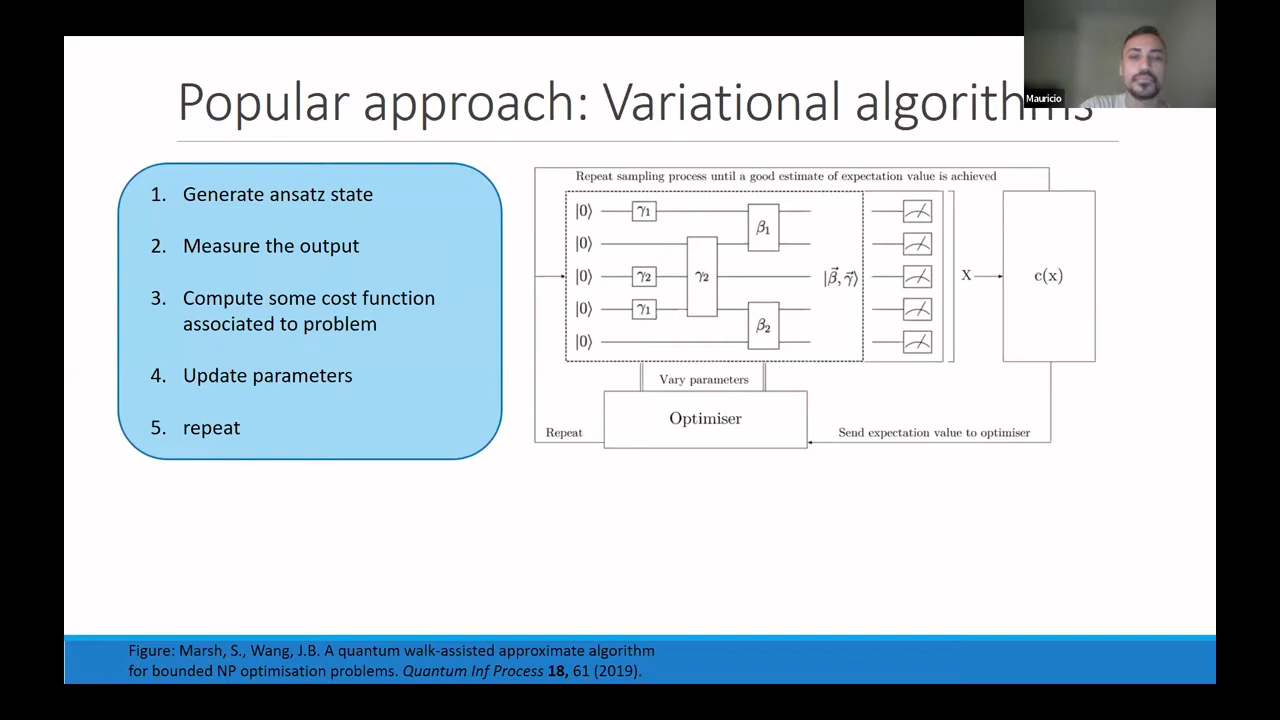 Popular approach: Variational algorithms
Mauricio
1. Generate ansatz state
2. Measure the output
3. Compute some cost function
associated to problem
4. Update parameters
5. repeat
Repeat sampling process until a good estimate of expectation value is achieved
|0⟩ γ₁ β₁
|0⟩
|0⟩ γ₂ γ₂ |β⃗, γ⃗⟩ X c(x)
|0⟩ γ₁ β₂
|0⟩
Vary parameters
Optimiser
Repeat
Send expectation value to optimiser
Figure: Marsh, S., Wang, J.B. A quantum walk-assisted approximate algorithm
for bounded NP optimisation problems. Quantum Inf Process 18, 61 (2019).